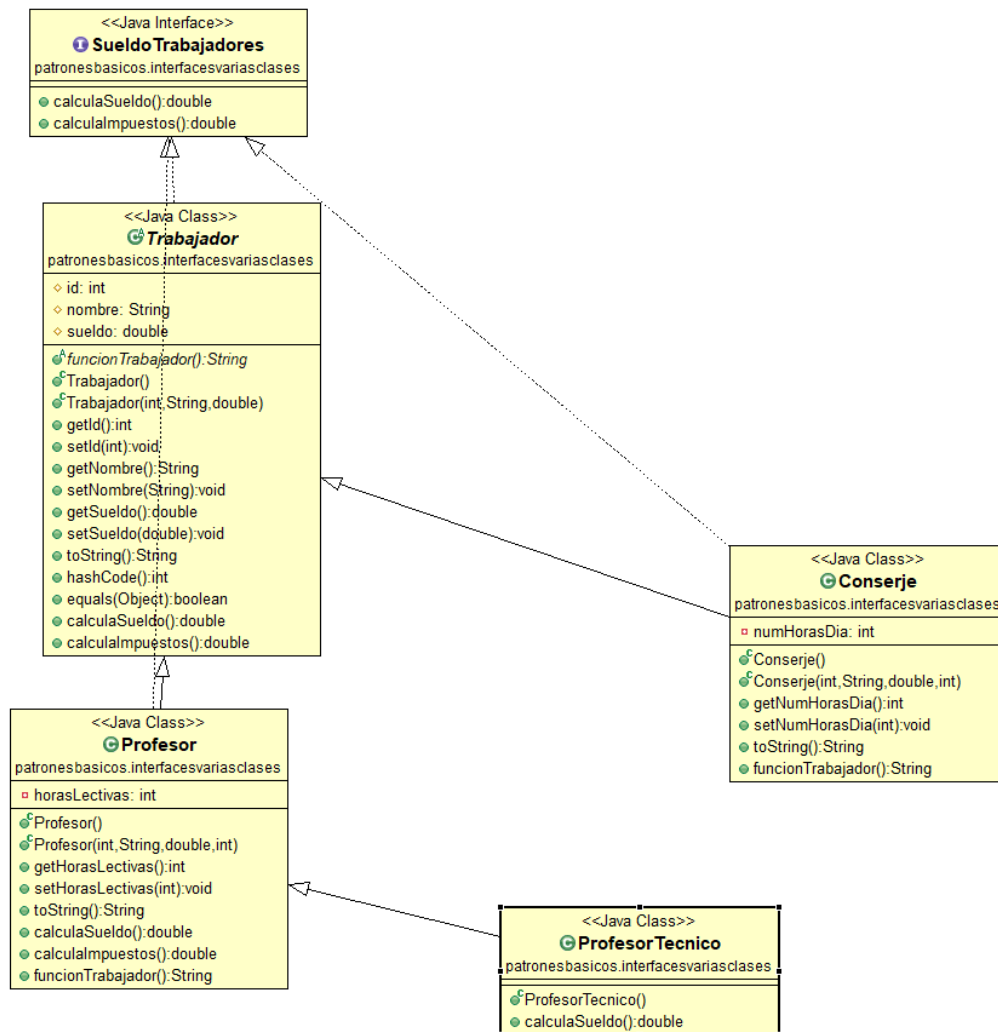 <<Java Interface>>
SueldoTrabajadores
patronesbasicos.interfacesvariasclases
calculaSueldo():double
calculaImpuestos():double
<<Java Class>>
Trabajador
patronesbasicos.interfacesvariasclases
id: int
nombre: String
sueldo: double
funcionTrabajador():String
Trabajador()
Trabajador(int,String,double)
getId():int
setId(int):void
getNombre():String
setNombre(String):void
getSueldo():double
setSueldo(double):void
toString():String
hashCode():int
equals(Object):boolean
calculaSueldo():double
calculaImpuestos():double
<<Java Class>>
Conserje
patronesbasicos.interfacesvariasclases
numHorasDia: int
Conserje()
Conserje(int,String,double,int)
getNumHorasDia():int
setNumHorasDia(int):void
toString():String
funcionTrabajador():String
<<Java Class>>
Profesor
patronesbasicos.interfacesvariasclases
horasLectivas: int
Profesor()
Profesor(int,String,double,int)
getHorasLectivas():int
setHorasLectivas(int):void
toString():String
calculaSueldo():double
calculaImpuestos():double
funcionTrabajador():String
<<Java Class>>
ProfesorTecnico
patronesbasicos.interfacesvariasclases
ProfesorTecnico()
calculaSueldo():double